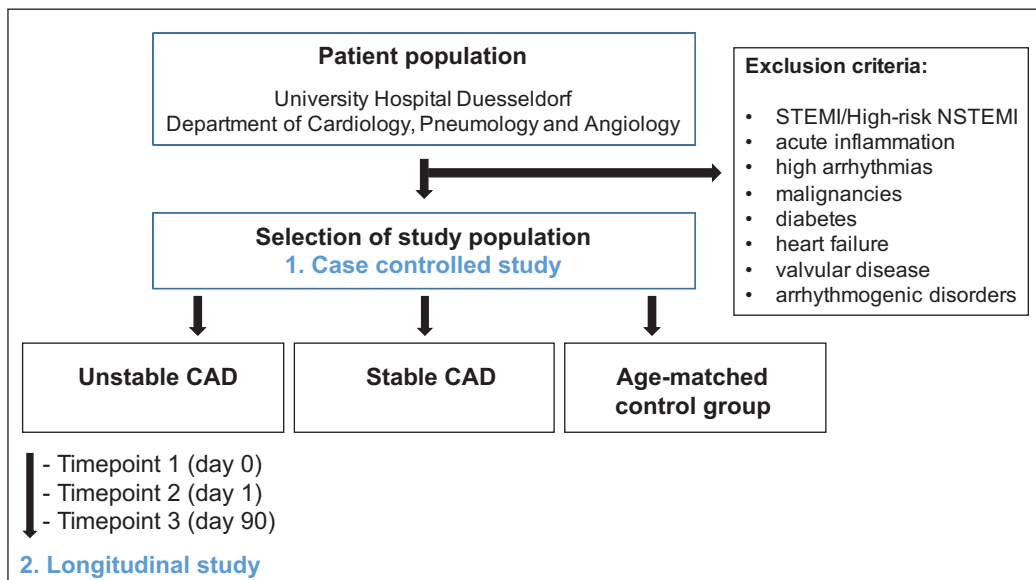 Patient population
University Hospital Duesseldorf
Department of Cardiology, Pneumology and Angiology
Exclusion criteria:
• STEMI/High-risk NSTEMI
• acute inflammation
• high arrhythmias
• malignancies
• diabetes
• heart failure
• valvular disease
• arrhythmogenic disorders
Selection of study population
1. Case controlled study
Unstable CAD
Stable CAD
Age-matched
control group
- Timepoint 1 (day 0)
- Timepoint 2 (day 1)
- Timepoint 3 (day 90)
2. Longitudinal study